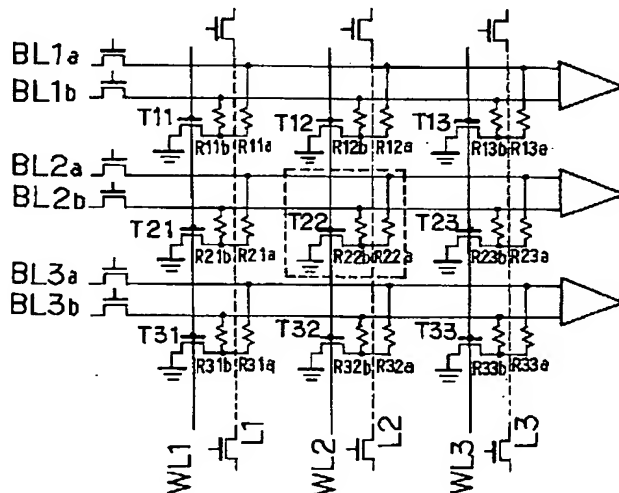 BL1a
BL1b
T11 T12 T13
R11b R11a R12b R12a R13b R13a
BL2a
BL2b
T21 T22 T23
R21b R21a R22b R22a R23b R23a
BL3a
BL3b
T31 T32 T33
R31b R31a R32b R32a R33b R33a
WL1 L1 WL2 L2 WL3 L3